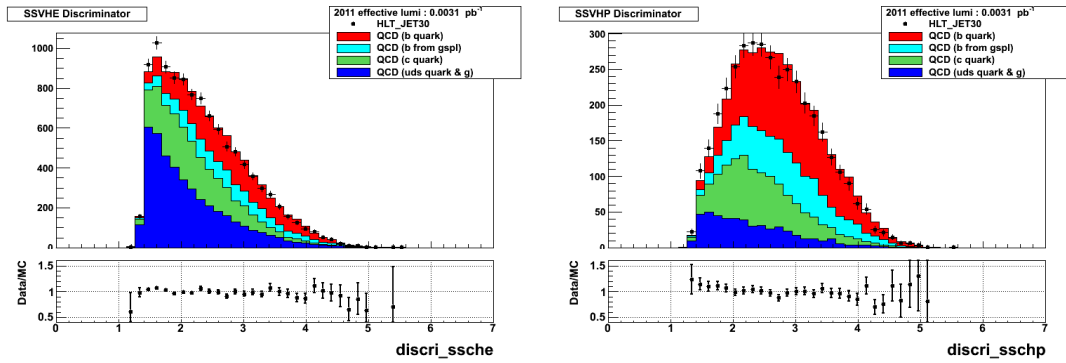 SSVHE Discriminator
2011 effective lumi : 0.0031 pb⁻¹
HLT_JET30
QCD (b quark)
QCD (b from gspl)
QCD (c quark)
QCD (uds quark & g)
1000
800
600
400
200
0
Data/MC
1.5
1
0.5
0 1 2 3 4 5 6 7
discri_ssche
SSVHP Discriminator
2011 effective lumi : 0.0031 pb⁻¹
HLT_JET30
QCD (b quark)
QCD (b from gspl)
QCD (c quark)
QCD (uds quark & g)
300
250
200
150
100
50
0
Data/MC
1.5
1
0.5
0 1 2 3 4 5 6 7
discri_sschp